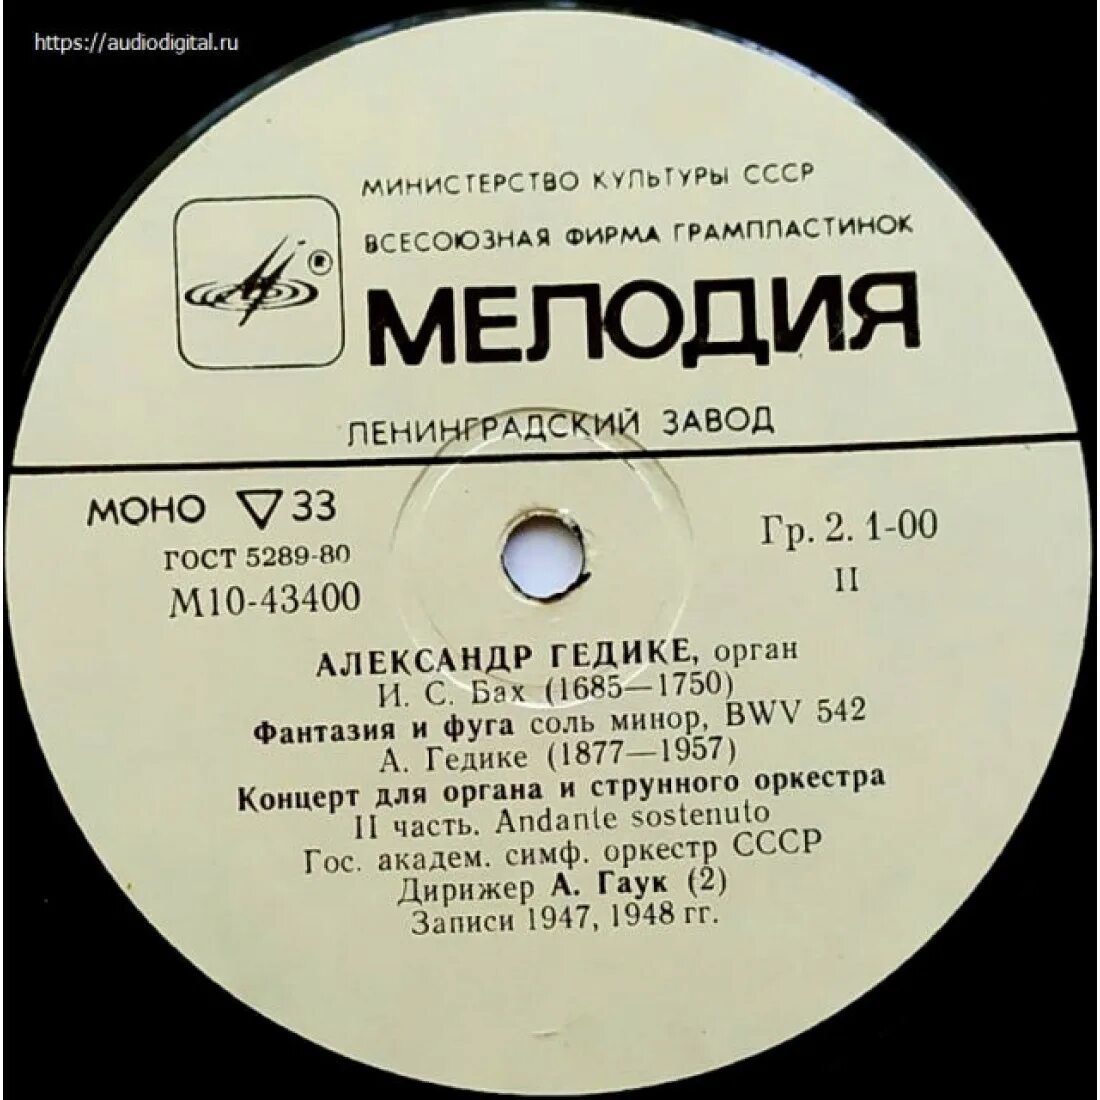 https://audiodigital.ru
МИНИСТЕРСТВО КУЛЬТУРЫ СССР
ВСЕСОЮЗНАЯ ФИРМА ГРАМПЛАСТИНОК
®
МЕЛОДИЯ
ЛЕНИНГРАДСКИЙ ЗАВОД
МОНО ▽ 33
ГОСТ 5289-80
М10-43400
Гр. 2. 1-00
II
АЛЕКСАНДР ГЕДИКЕ, орган
И. С. Бах (1685—1750)
Фантазия и фуга соль минор, BWV 542
А. Гедике (1877—1957)
Концерт для органа и струнного оркестра
II часть. Andante sostenuto
Гос. академ. симф. оркестр СССР
Дирижер А. Гаук (2)
Записи 1947, 1948 гг.